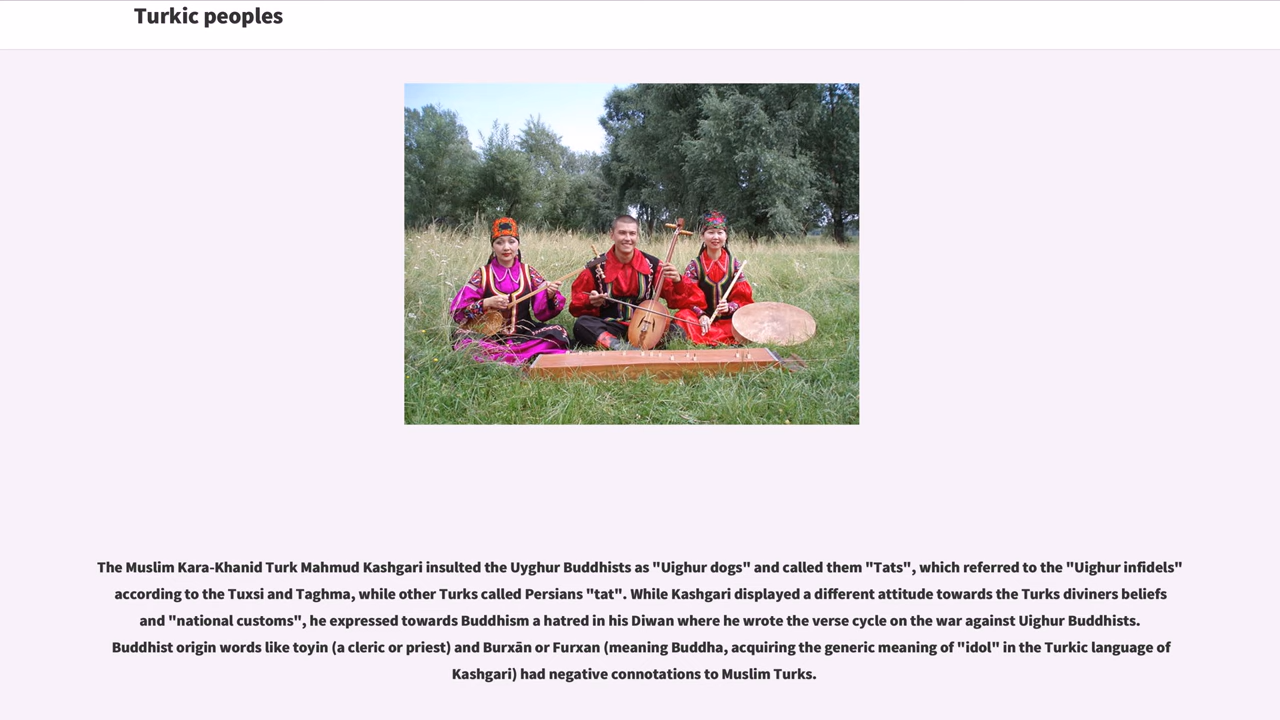 Turkic peoples
The Muslim Kara-Khanid Turk Mahmud Kashgari insulted the Uyghur Buddhists as "Uighur dogs" and called them "Tats", which referred to the "Uighur infidels"
according to the Tuxsi and Taghma, while other Turks called Persians "tat". While Kashgari displayed a different attitude towards the Turks diviners beliefs
and "national customs", he expressed towards Buddhism a hatred in his Diwan where he wrote the verse cycle on the war against Uighur Buddhists.
Buddhist origin words like toyin (a cleric or priest) and Burxān or Furxan (meaning Buddha, acquiring the generic meaning of "idol" in the Turkic language of
Kashgari) had negative connotations to Muslim Turks.